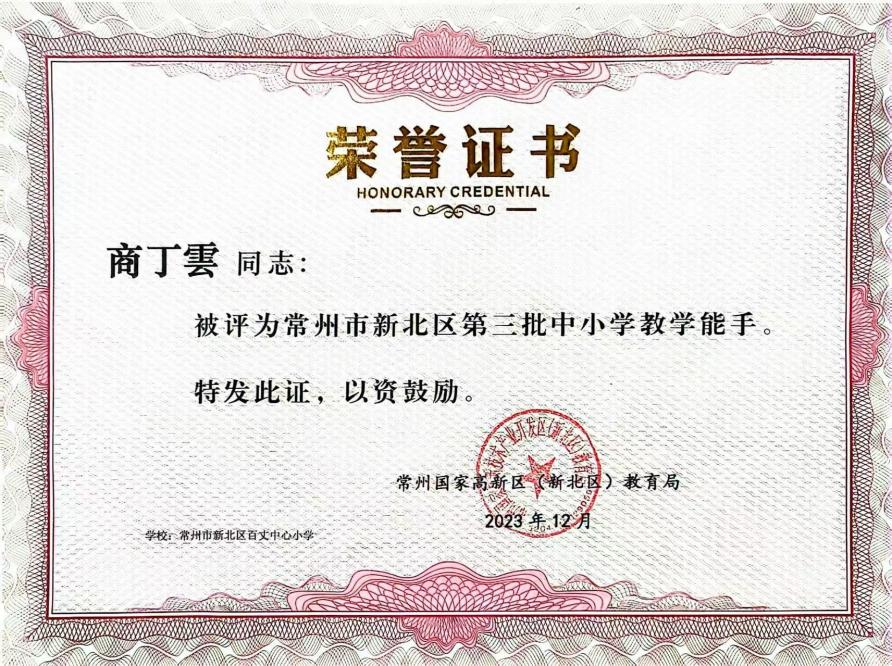 荣誉证书
HONORARY CREDENTIAL
商丁雲 同志：
被评为常州市新北区第三批中小学教学能手。
特发此证，以资鼓励。
常州国家高新区（新北区）教育局
2023 年 12 月
学校：常州市新北区百丈中心小学